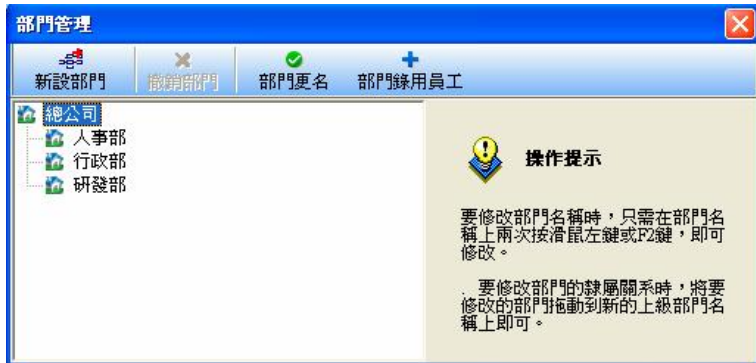 部門管理
新設部門 撤銷部門 部門更名 部門錄用員工
總公司
人事部
行政部
研發部
操作提示
要修改部門名稱時，只需在部門名
稱上兩次按滑鼠左鍵或F2鍵，即可
修改。
．要修改部門的隸屬關系時，將要
修改的部門拖動到新的上級部門名
稱上即可。